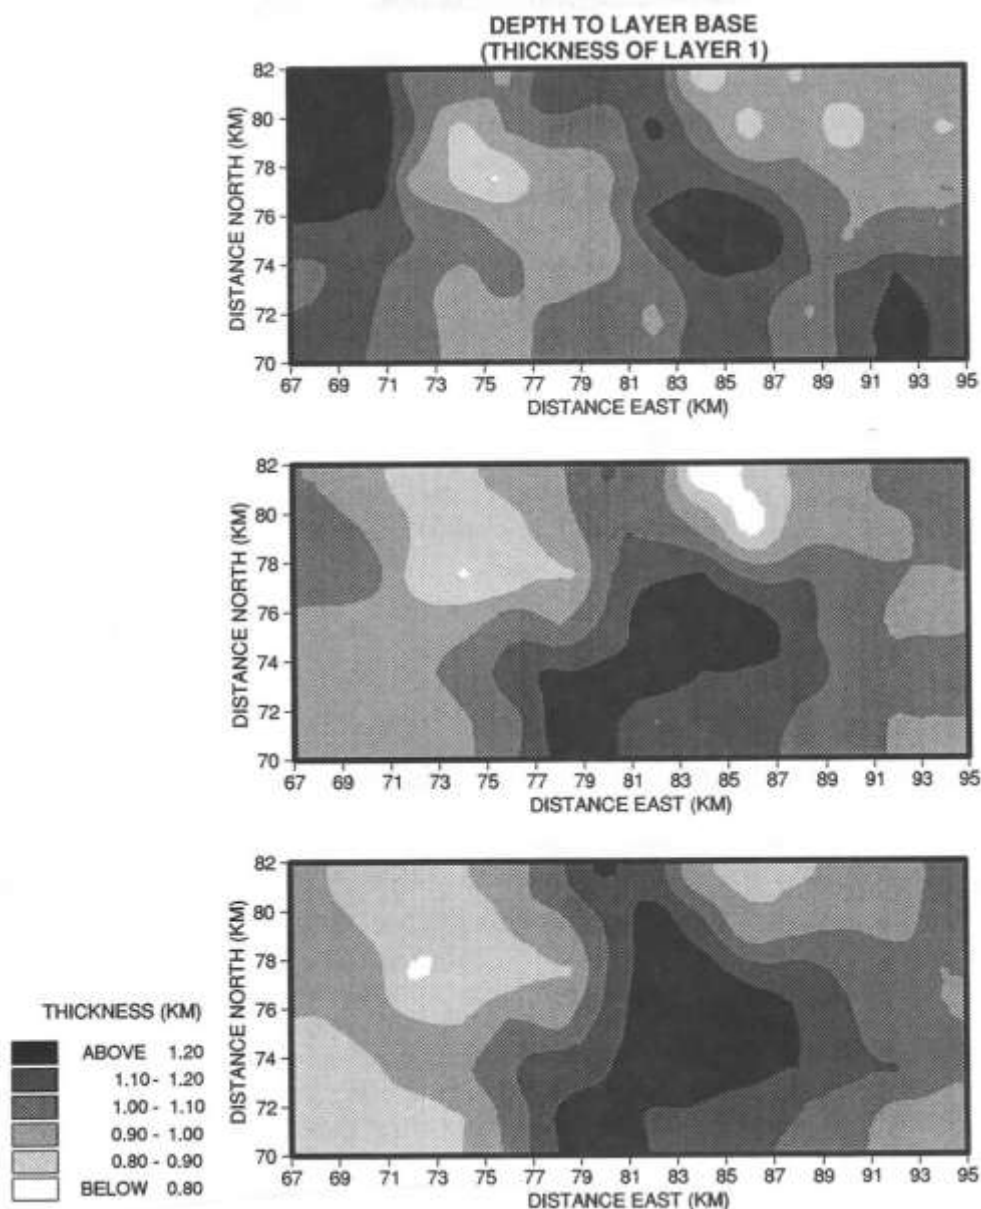 DEPTH TO LAYER BASE
(THICKNESS OF LAYER 1)
DISTANCE NORTH (KM)
82
80
78
76
74
72
70
67 69 71 73 75 77 79 81 83 85 87 89 91 93 95
DISTANCE EAST (KM)
DISTANCE NORTH (KM)
82
80
78
76
74
72
70
67 69 71 73 75 77 79 81 83 85 87 89 91 93 95
DISTANCE EAST (KM)
DISTANCE NORTH (KM)
82
80
78
76
74
72
70
67 69 71 73 75 77 79 81 83 85 87 89 91 93 95
DISTANCE EAST (KM)
THICKNESS (KM)
ABOVE 1.20
1.10 - 1.20
1.00 - 1.10
0.90 - 1.00
0.80 - 0.90
BELOW 0.80